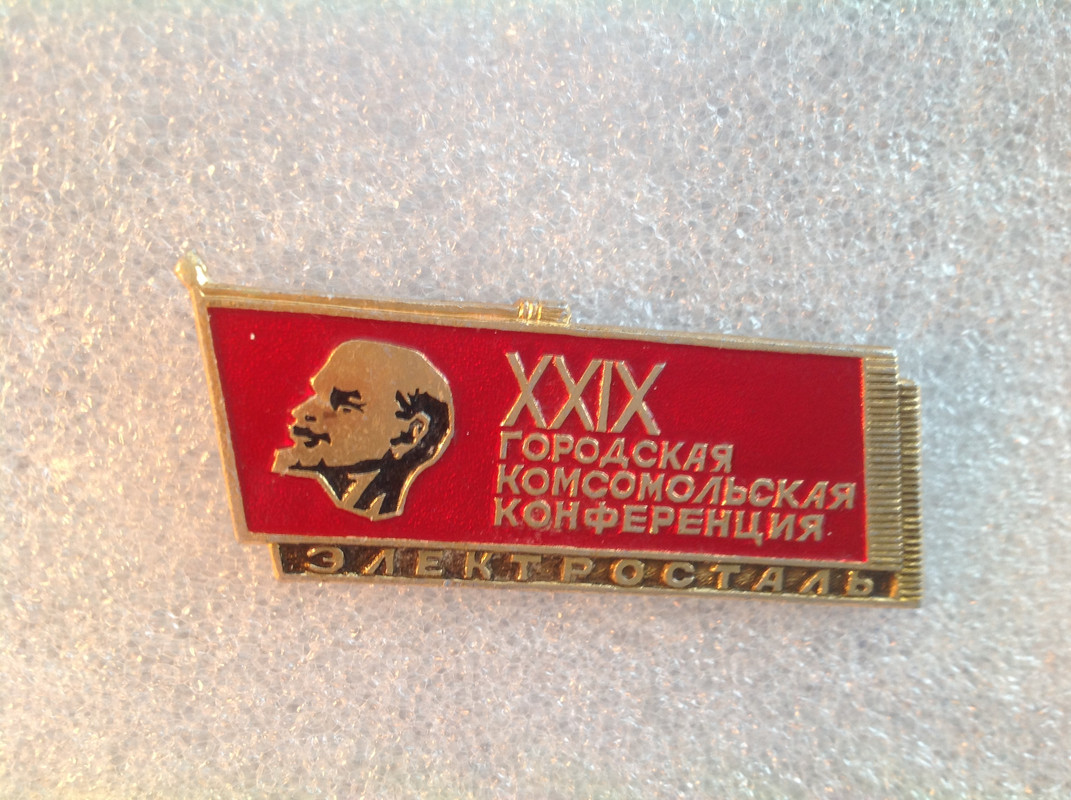 XXIX
ГОРОДСКАЯ
КОМСОМОЛЬСКАЯ
КОНФЕРЕНЦИЯ
ЭЛЕКТРОСТАЛЬ